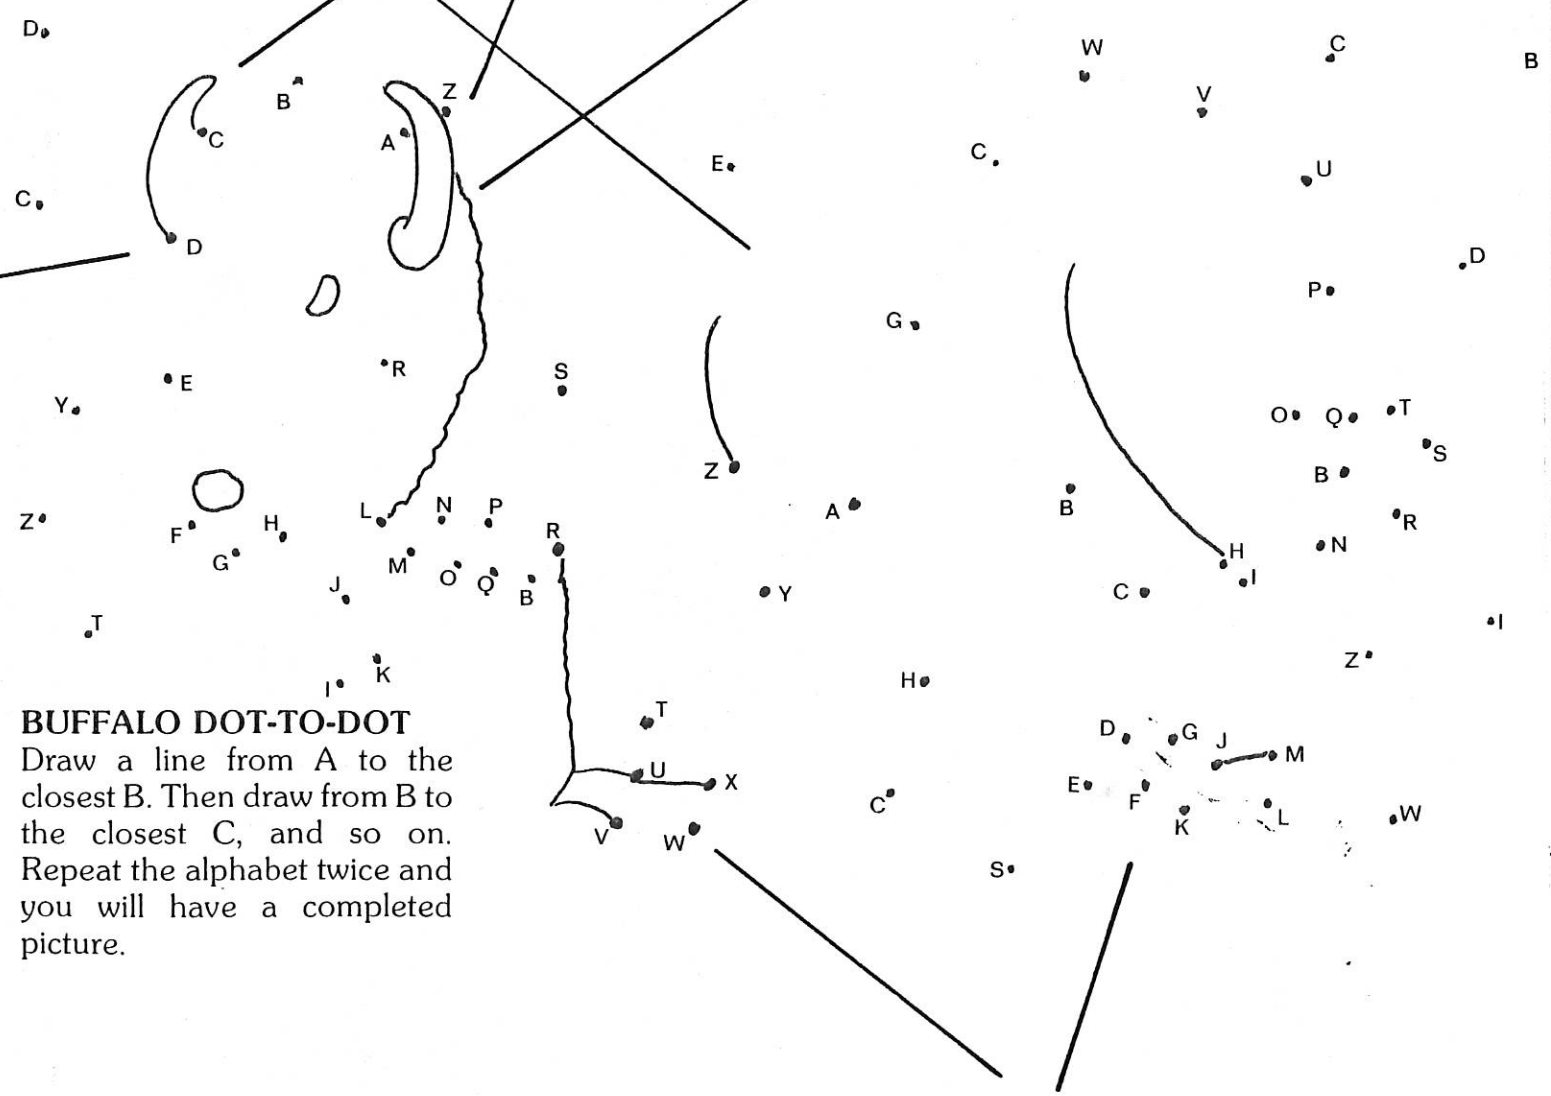 D
W
C
B
Z
B
V
A
C
E
C
U
C
D
D
P
G
E
R
S
Y
O
Q
T
S
Z
B
L
N
P
A
B
R
Z
F
H
R
H
N
G
M
O
Q
B
I
J
Y
C
T
I
Z
K
H
I
T
D
G
J
M
U
X
E
F
C
K
L
W
V
W
S
BUFFALO DOT-TO-DOT
Draw a line from A to the
closest B. Then draw from B to
the closest C, and so on.
Repeat the alphabet twice and
you will have a completed
picture.